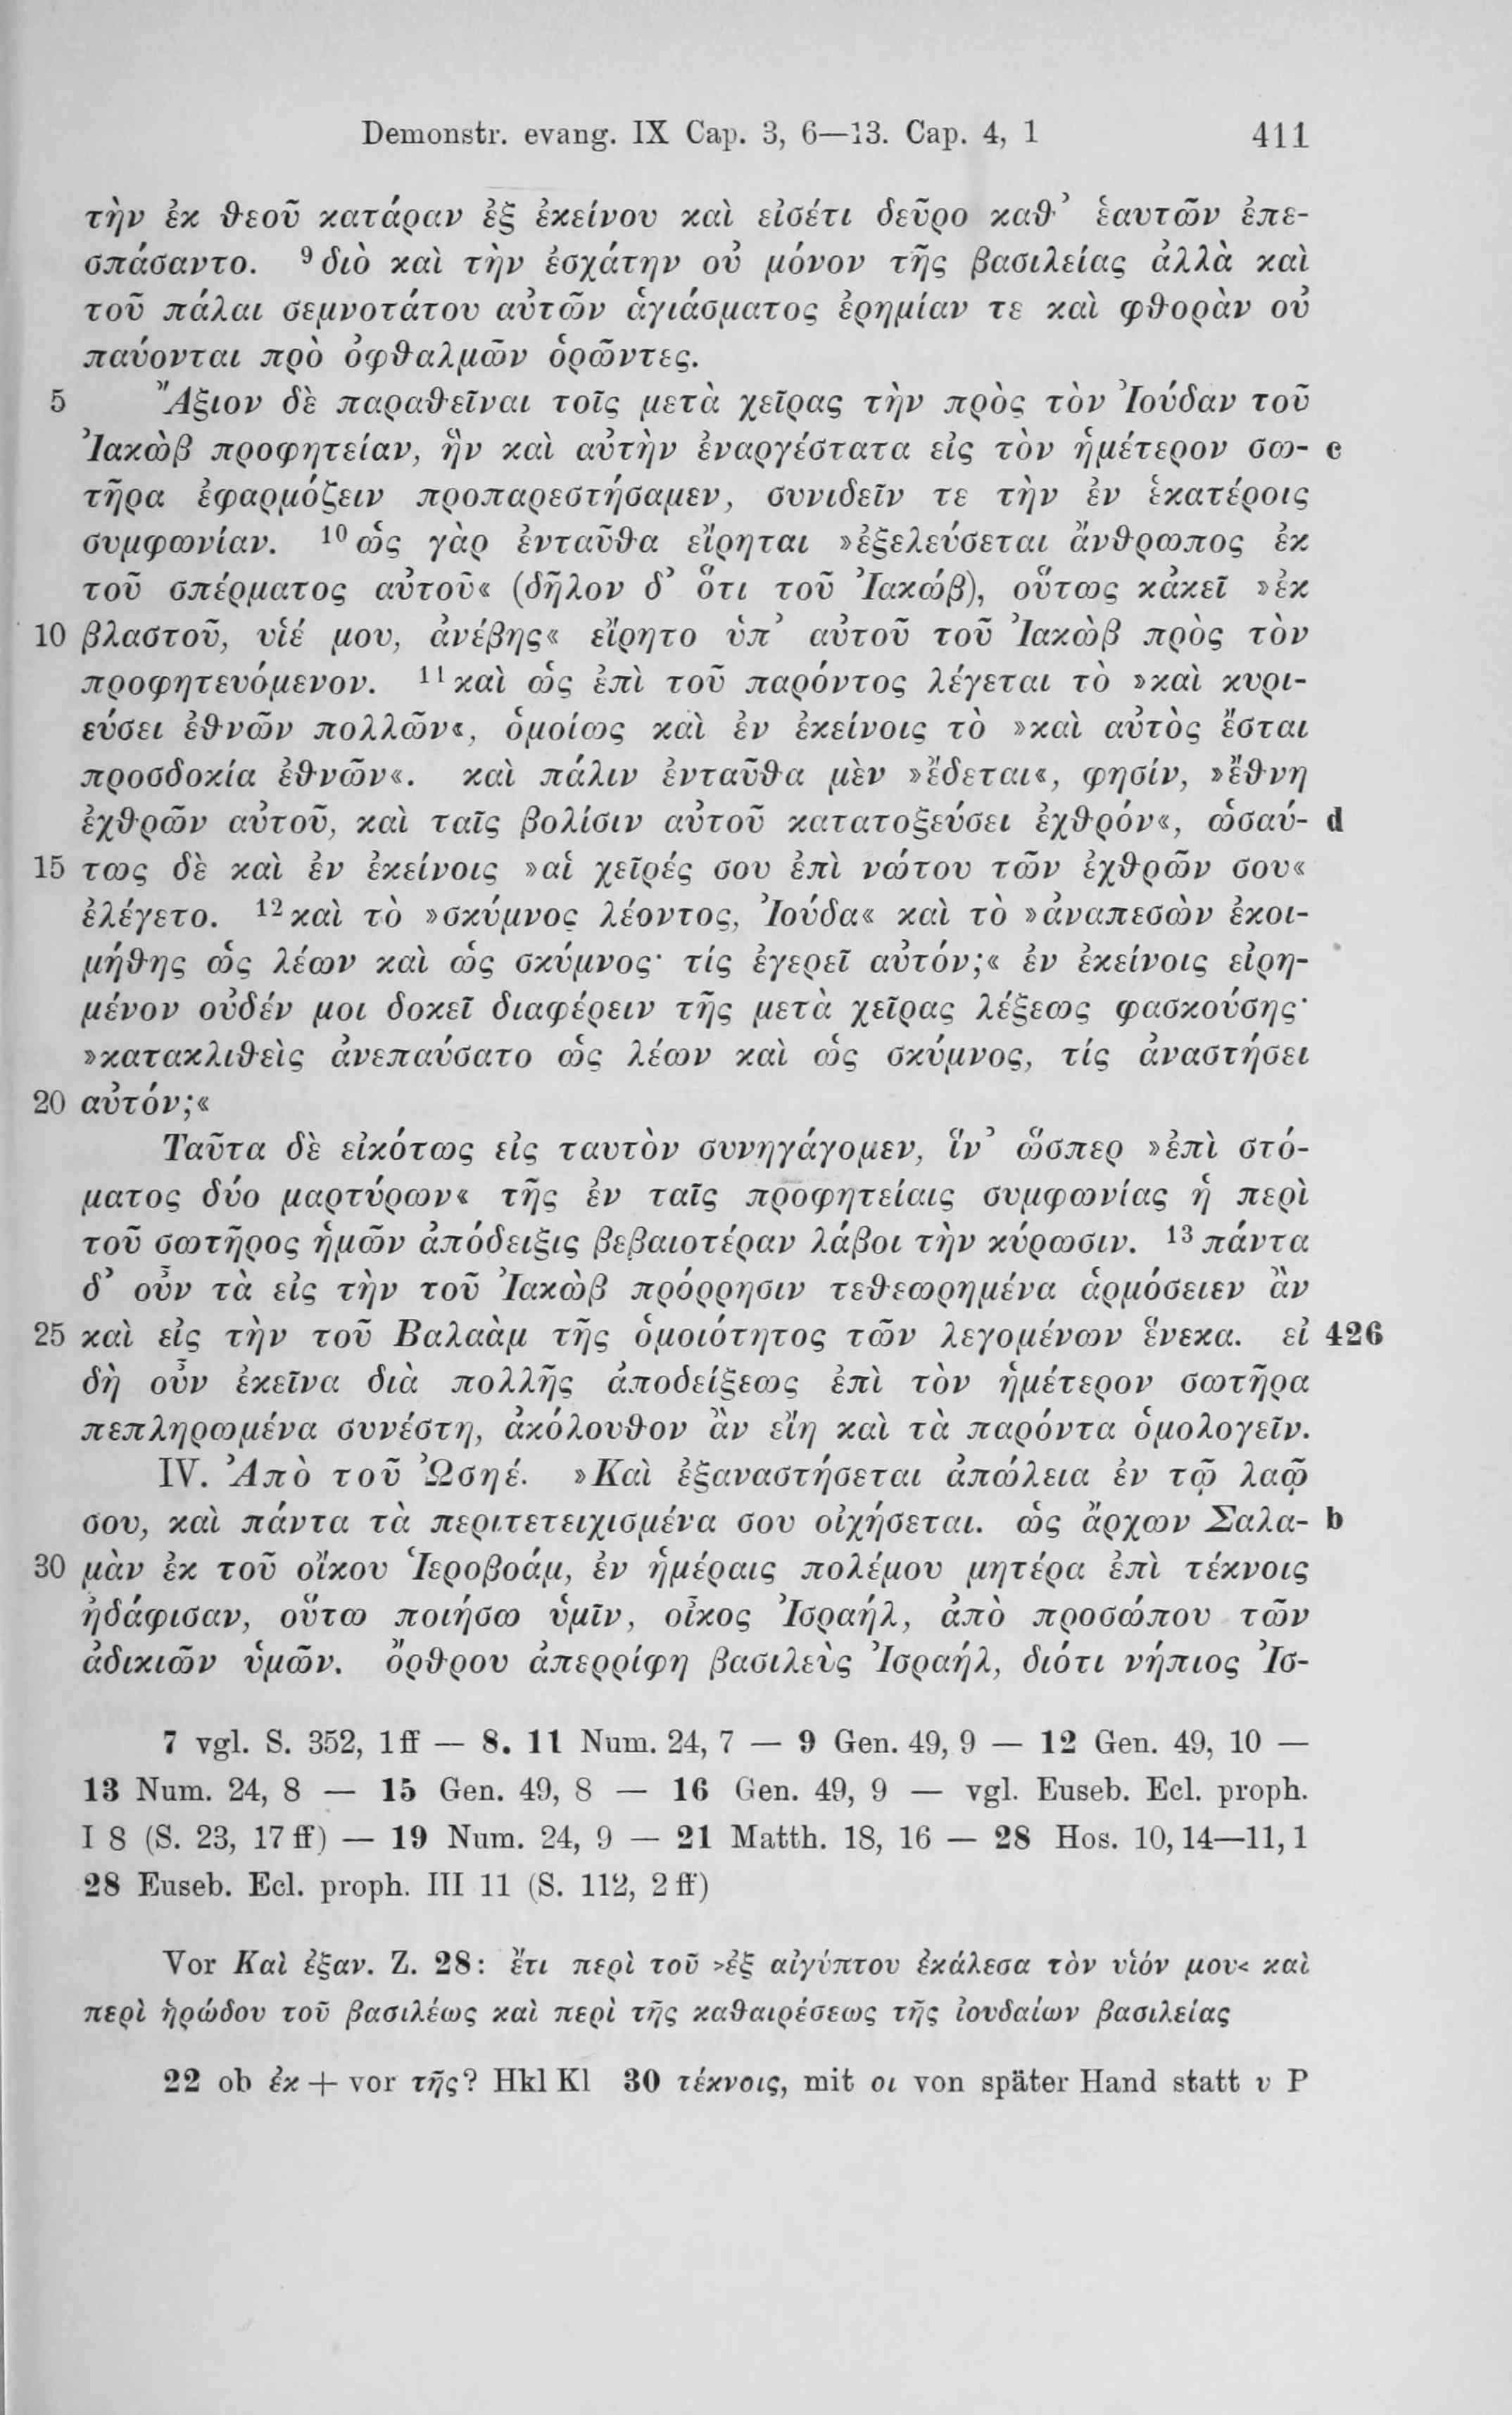 Demonstr. evang. IX Cap. 3, 6—13. Cap. 4, 1 411
τὴν ἐκ θεοῦ κατάραν ἐξ ἐκείνου καὶ εἰσέτι δεῦρο καθ’ ἑαυτῶν ἐπε-
σπάσαντο. ⁹ διὸ καὶ τὴν ἐσχάτην οὐ μόνον τῆς βασιλείας ἀλλὰ καὶ
τοῦ πάλαι σεμνοτάτου αὐτῶν ἁγιάσματος ἐρημίαν τε καὶ φθορὰν οὐ
παύονται πρὸ ὀφθαλμῶν ὁρῶντες.
5 Ἄξιον δὲ παραθεῖναι τοῖς μετὰ χεῖρας τὴν πρὸς τὸν Ἰούδαν τοῦ
Ἰακὼβ προφητείαν, ἣν καὶ αὐτὴν ἐναργέστατα εἰς τὸν ἡμέτερον σω- c
τῆρα ἐφαρμόζειν προπαρεστήσαμεν, συνιδεῖν τε τὴν ἐν ἑκατέροις
συμφωνίαν. ¹⁰ ὡς γὰρ ἐνταῦθα εἴρηται »ἐξελεύσεται ἄνθρωπος ἐκ
τοῦ σπέρματος αὐτοῦ« (δῆλον δ’ ὅτι τοῦ Ἰακώβ), οὕτως κἀκεῖ »ἐκ
10 βλαστοῦ, υἱέ μου, ἀνέβης« εἴρητο ὑπ’ αὐτοῦ τοῦ Ἰακὼβ πρὸς τὸν
προφητευόμενον. ¹¹ καὶ ὡς ἐπὶ τοῦ παρόντος λέγεται τὸ »καὶ κυρι-
εύσει ἐθνῶν πολλῶν«, ὁμοίως καὶ ἐν ἐκείνοις τὸ »καὶ αὐτὸς ἔσται
προσδοκία ἐθνῶν«. καὶ πάλιν ἐνταῦθα μὲν »ἔδεται«, φησίν, »ἔθνη
ἐχθρῶν αὐτοῦ, καὶ ταῖς βολίσιν αὐτοῦ κατατοξεύσει ἐχθρόν«, ὡσαύ- d
15 τως δὲ καὶ ἐν ἐκείνοις »αἱ χεῖρές σου ἐπὶ νώτου τῶν ἐχθρῶν σου«
ἐλέγετο. ¹² καὶ τὸ »σκύμνος λέοντος, Ἰούδα« καὶ τὸ »ἀναπεσὼν ἐκοι-
μήθης ὡς λέων καὶ ὡς σκύμνος· τίς ἐγερεῖ αὐτόν;« ἐν ἐκείνοις εἰρη-
μένον οὐδέν μοι δοκεῖ διαφέρειν τῆς μετὰ χεῖρας λέξεως φασκούσης·
»κατακλιθεὶς ἀνεπαύσατο ὡς λέων καὶ ὡς σκύμνος, τίς ἀναστήσει
20 αὐτόν;«
Ταῦτα δὲ εἰκότως εἰς ταυτὸν συνηγάγομεν, ἵν’ ὥσπερ »ἐπὶ στό-
ματος δύο μαρτύρων« τῆς ἐν ταῖς προφητείαις συμφωνίας ἡ περὶ
τοῦ σωτῆρος ἡμῶν ἀπόδειξις βεβαιοτέραν λάβοι τὴν κύρωσιν. ¹³ πάντα
δ’ οὖν τὰ εἰς τὴν τοῦ Ἰακὼβ πρόρρησιν τεθεωρημένα ἁρμόσειεν ἂν
25 καὶ εἰς τὴν τοῦ Βαλαὰμ τῆς ὁμοιότητος τῶν λεγομένων ἕνεκα. εἰ 426
δὴ οὖν ἐκεῖνα διὰ πολλῆς ἀποδείξεως ἐπὶ τὸν ἡμέτερον σωτῆρα
πεπληρωμένα συνέστη, ἀκόλουθον ἂν εἴη καὶ τὰ παρόντα ὁμολογεῖν.
IV. Ἀπὸ τοῦ Ὠσηέ. »Καὶ ἐξαναστήσεται ἀπώλεια ἐν τῷ λαῷ
σου, καὶ πάντα τὰ περιτετειχισμένα σου οἰχήσεται. ὡς ἄρχων Σαλα- b
30 μὰν ἐκ τοῦ οἴκου Ἱεροβοάμ, ἐν ἡμέραις πολέμου μητέρα ἐπὶ τέκνοις
ἠδάφισαν, οὕτω ποιήσω ὑμῖν, οἶκος Ἰσραήλ, ἀπὸ προσώπου τῶν
ἀδικιῶν ὑμῶν. ὄρθρου ἀπερρίφη βασιλεὺς Ἰσραήλ, διότι νήπιος Ἰσ-
7 vgl. S. 352, 1ff — 8. 11 Num. 24, 7 — 9 Gen. 49, 9 — 12 Gen. 49, 10 —
13 Num. 24, 8 — 15 Gen. 49, 8 — 16 Gen. 49, 9 — vgl. Euseb. Ecl. proph.
I 8 (S. 23, 17ff) — 19 Num. 24, 9 — 21 Matth. 18, 16 — 28 Hos. 10, 14—11, 1
28 Euseb. Ecl. proph. III 11 (S. 112, 2ff)
Vor Καὶ ἐξαν. Z. 28: ἔτι περὶ τοῦ >ἐξ αἰγύπτου ἐκάλεσα τὸν υἱόν μου< καὶ
περὶ ἡρώδου τοῦ βασιλέως καὶ περὶ τῆς καθαιρέσεως τῆς ἰουδαίων βασιλείας
22 ob ἐκ + vor τῆς? Hkl Kl 30 τέκνοις, mit οι von später Hand statt υ P